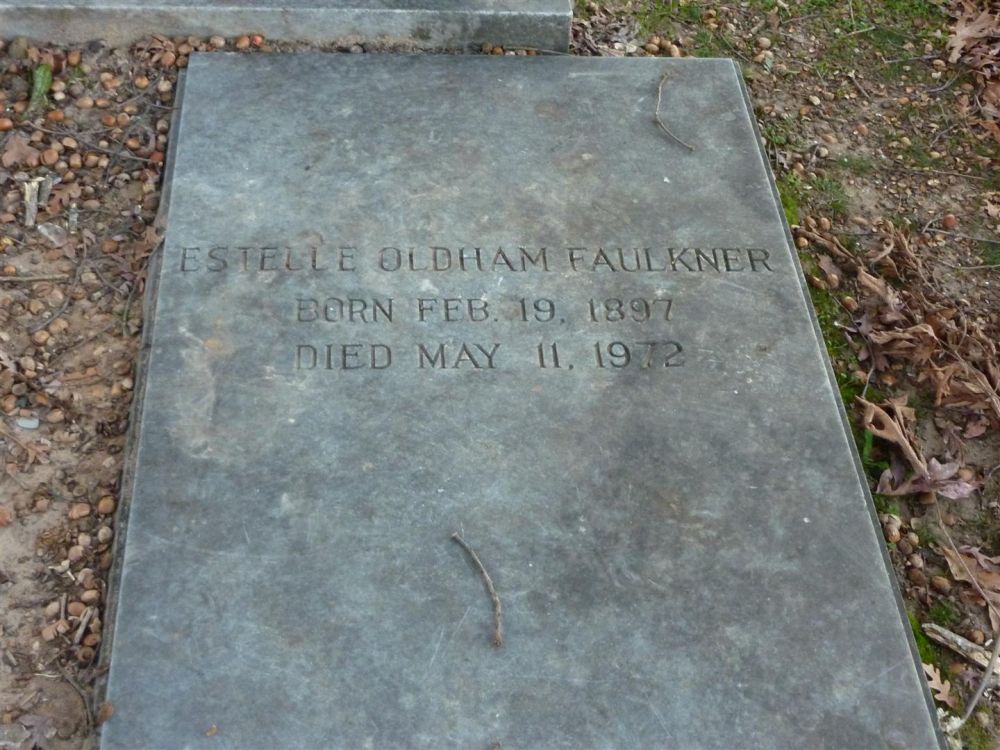 ESTELLE OLDHAM FAULKNER
BORN FEB. 19, 1897
DIED MAY 11, 1972